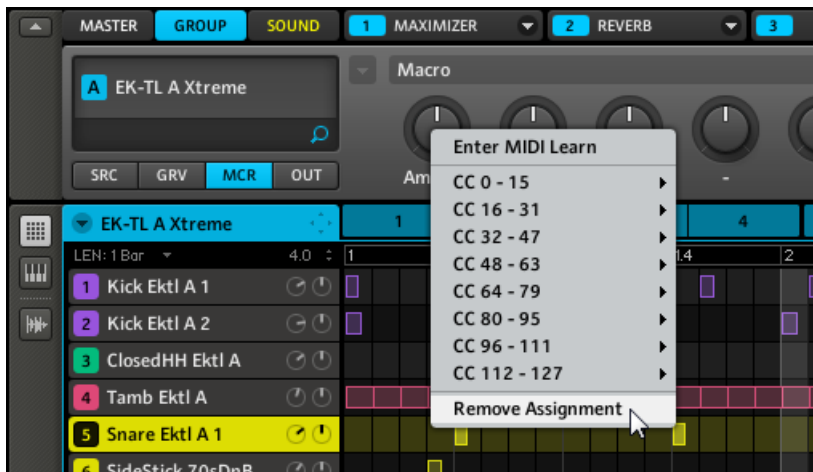 MASTER GROUP SOUND 1 MAXIMIZER 2 REVERB 3
Macro
A EK-TL A Xtreme
SRC GRV MCR OUT
Am
-
Enter MIDI Learn
CC 0 - 15
CC 16 - 31
CC 32 - 47
CC 48 - 63
CC 64 - 79
CC 80 - 95
CC 96 - 111
CC 112 - 127
Remove Assignment
EK-TL A Xtreme 1 4
LEN: 1 Bar 4.0 1 1.4 2
1 Kick Ektl A 1
2 Kick Ektl A 2
3 ClosedHH Ektl A
4 Tamb Ektl A
5 Snare Ektl A 1
6 SideStick 70sDnB